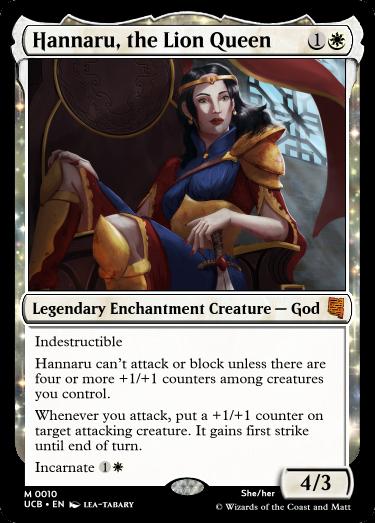 Hannaru, the Lion Queen 1
Legendary Enchantment Creature — God
Indestructible
Hannaru can't attack or block unless there are
four or more +1/+1 counters among creatures
you control.
Whenever you attack, put a +1/+1 counter on
target attacking creature. It gains first strike
until end of turn.
Incarnate 1
4/3
M 0010
She/her
UCB • EN LEA-TABARY
© Wizards of the Coast and Matt